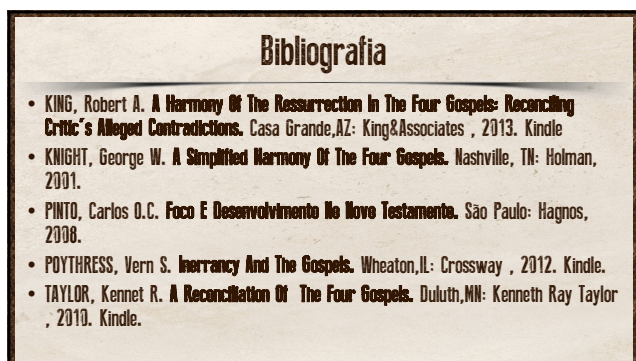 Bibliografia
• KING, Robert A. A Harmony Of The Ressurrection In The Four Gospels: Reconciling
Critic´s Alleged Contradictions. Casa Grande,AZ: King&Associates , 2013. Kindle
• KNIGHT, George W. A Simplified Harmony Of The Four Gospels. Nashville, TN: Holman,
2001.
• PINTO, Carlos O.C. Foco E Desenvolvimento No Novo Testamento. São Paulo: Hagnos,
2008.
• POYTHRESS, Vern S. Inerrancy And The Gospels. Wheaton,IL: Crossway , 2012. Kindle.
• TAYLOR, Kennet R. A Reconciliation Of The Four Gospels. Duluth,MN: Kenneth Ray Taylor
, 2010. Kindle.